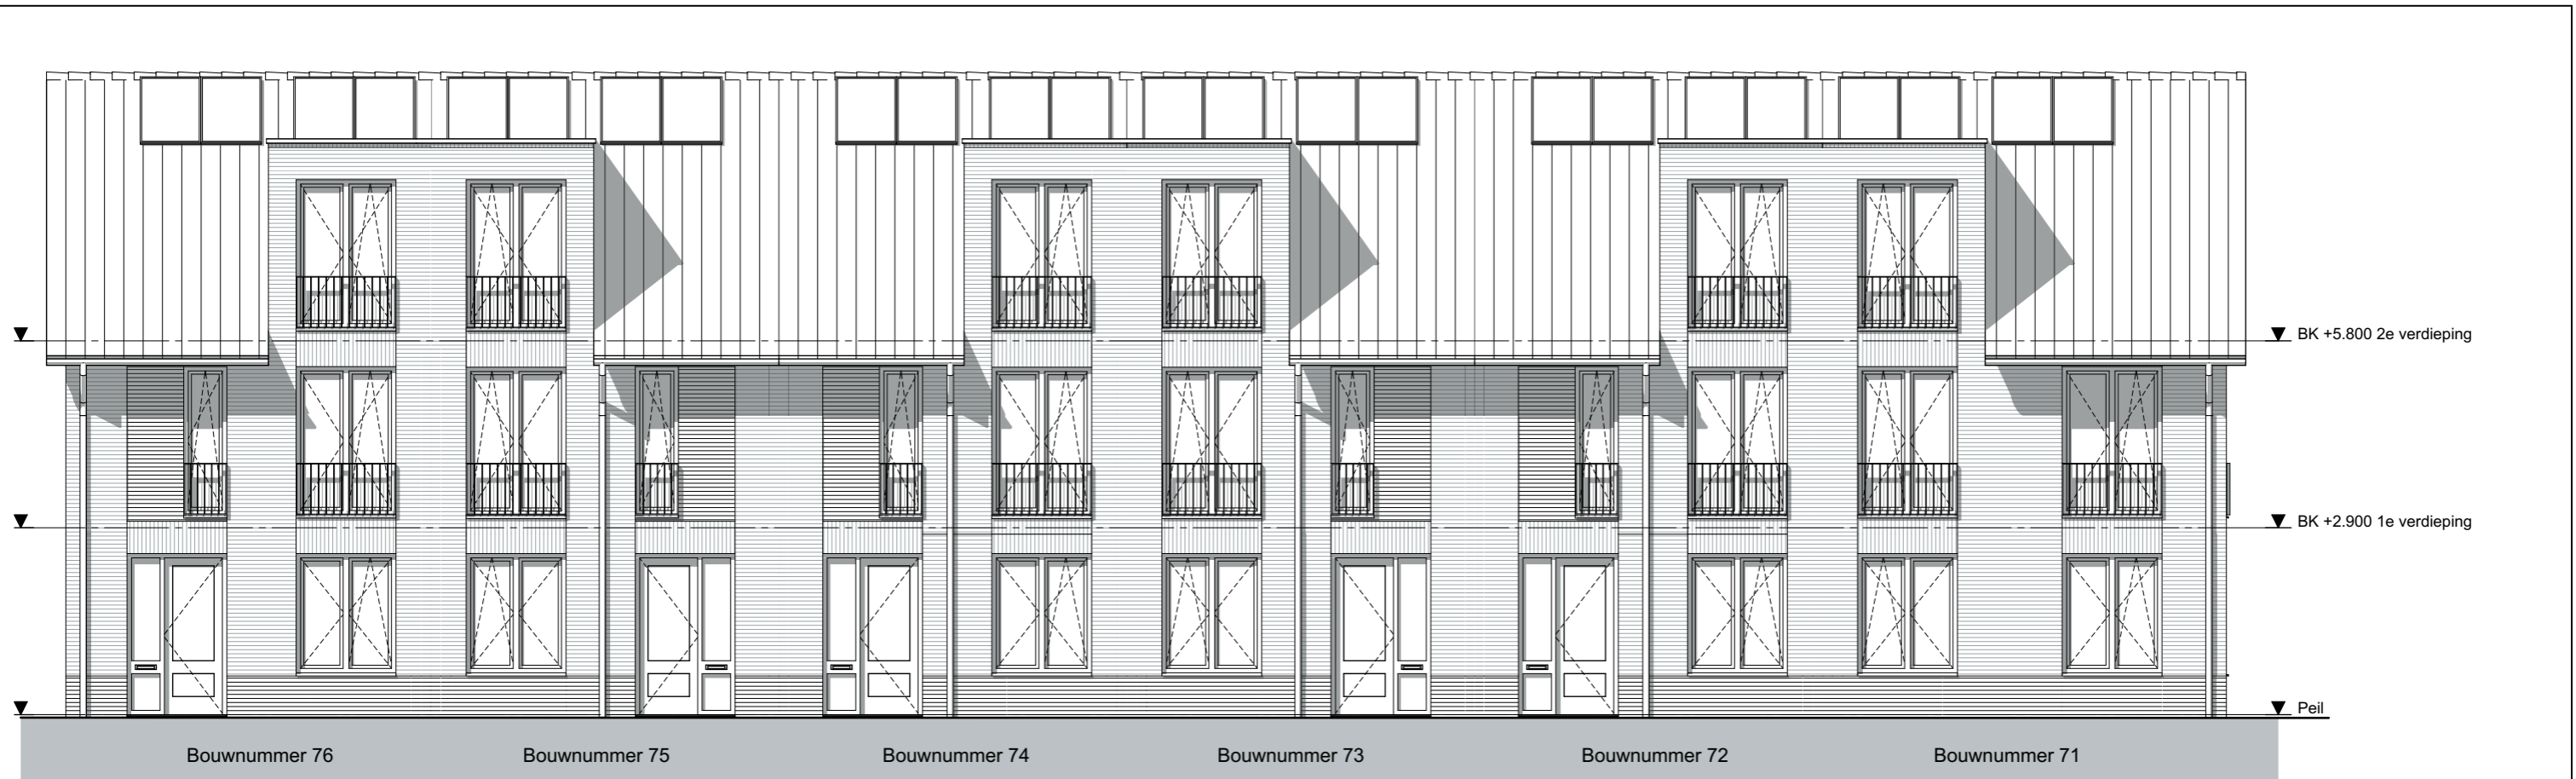 BK +5.800 2e verdieping
BK +2.900 1e verdieping
Peil
Bouwnummer 76
Bouwnummer 75
Bouwnummer 74
Bouwnummer 73
Bouwnummer 72
Bouwnummer 71